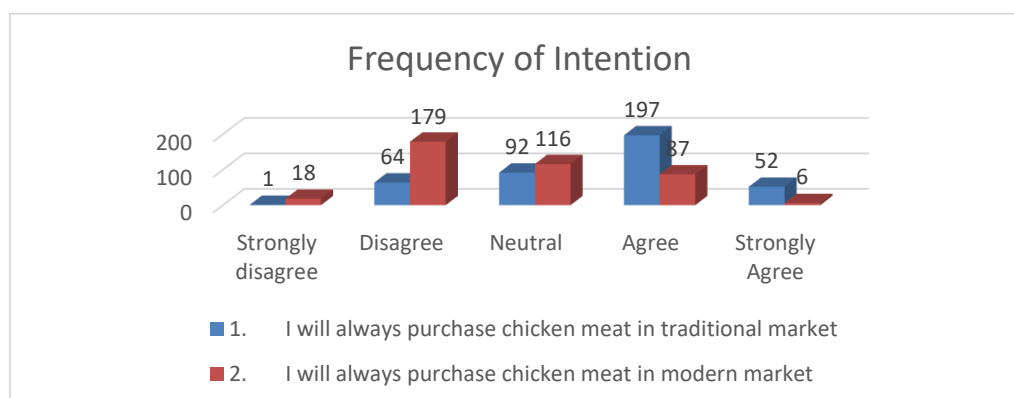 Frequency of Intention
197
179
92 116
200
64
87
52
100
1 18
6
0
Strongly Disagree Neutral Agree Strongly
disagree Agree
1. I will always purchase chicken meat in traditional market
2. I will always purchase chicken meat in modern market